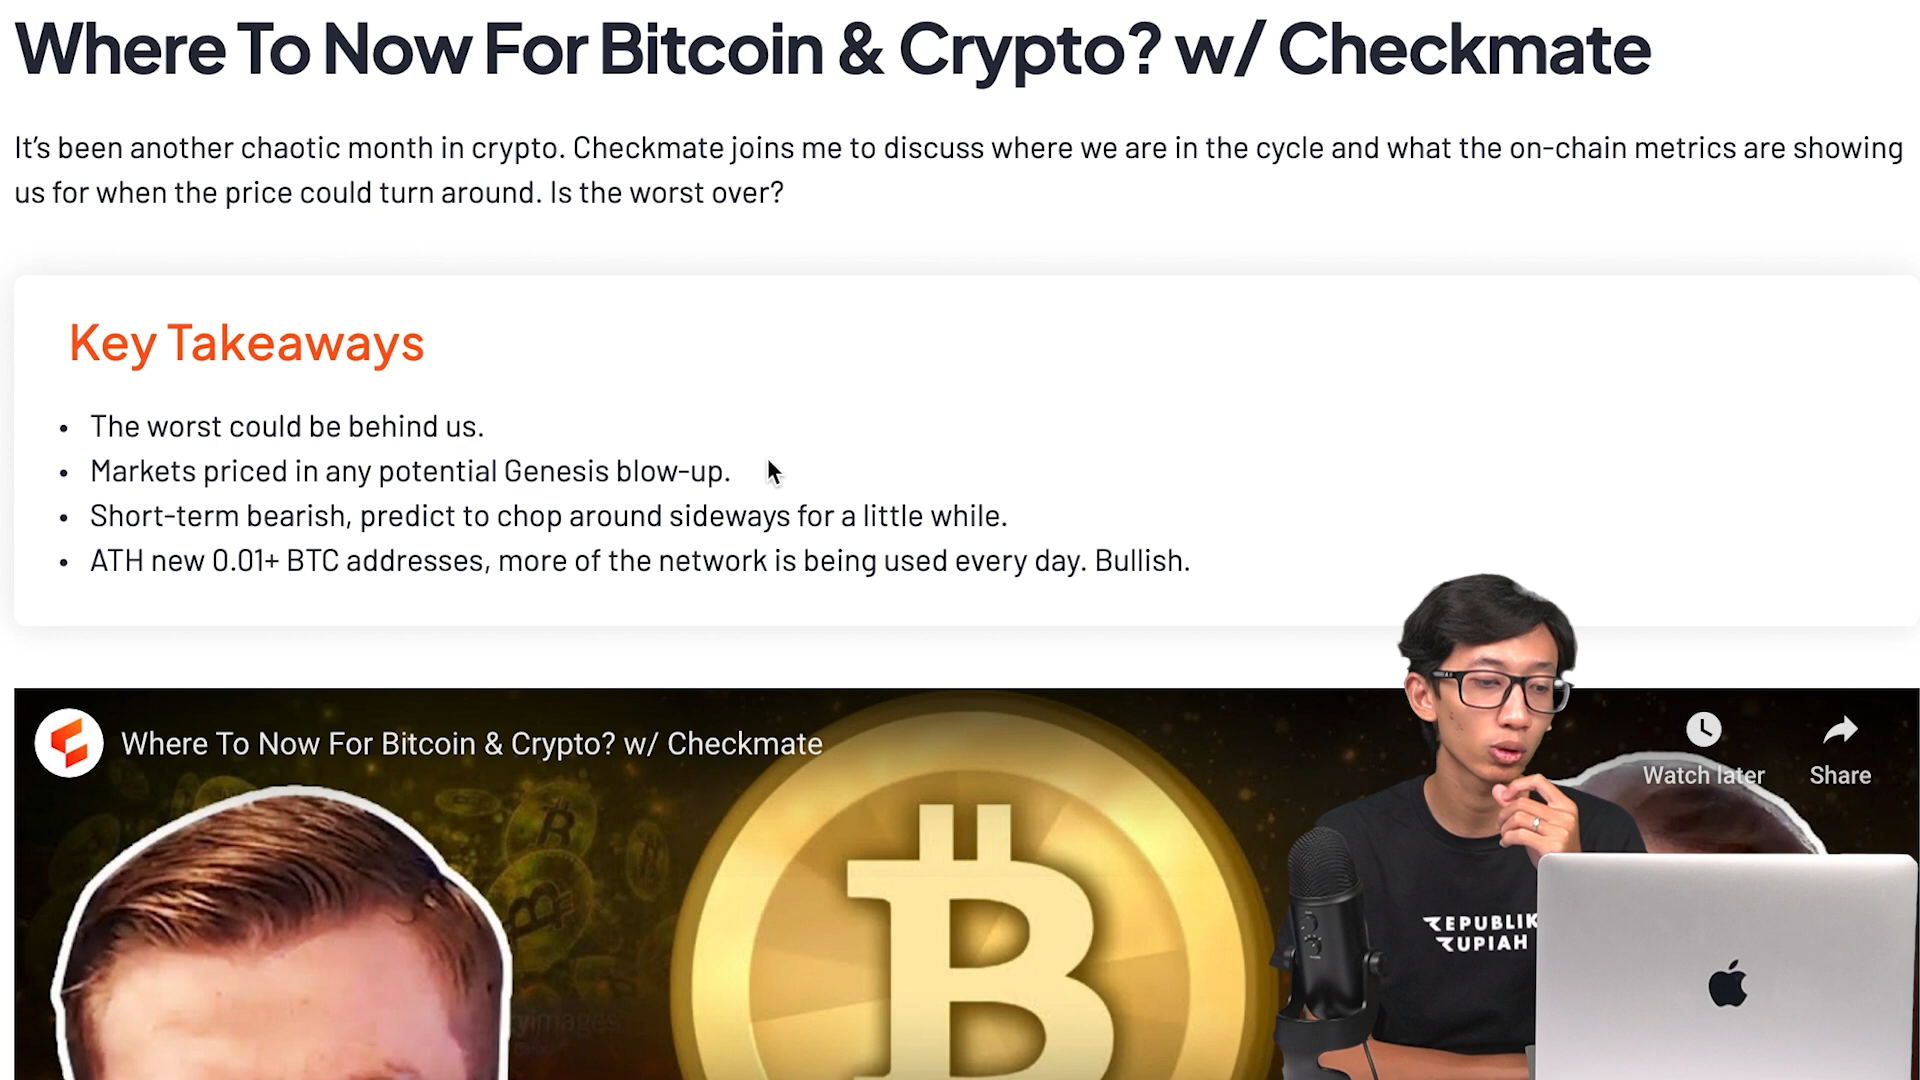 Where To Now For Bitcoin & Crypto? w/ Checkmate
It's been another chaotic month in crypto. Checkmate joins me to discuss where we are in the cycle and what the on-chain metrics are showing
us for when the price could turn around. Is the worst over?
Key Takeaways
• The worst could be behind us.
• Markets priced in any potential Genesis blow-up.
• Short-term bearish, predict to chop around sideways for a little while.
• ATH new 0.01+ BTC addresses, more of the network is being used every day. Bullish.
Where To Now For Bitcoin & Crypto? w/ Checkmate
Watch later
Share
REPUBLIK
RUPIAH